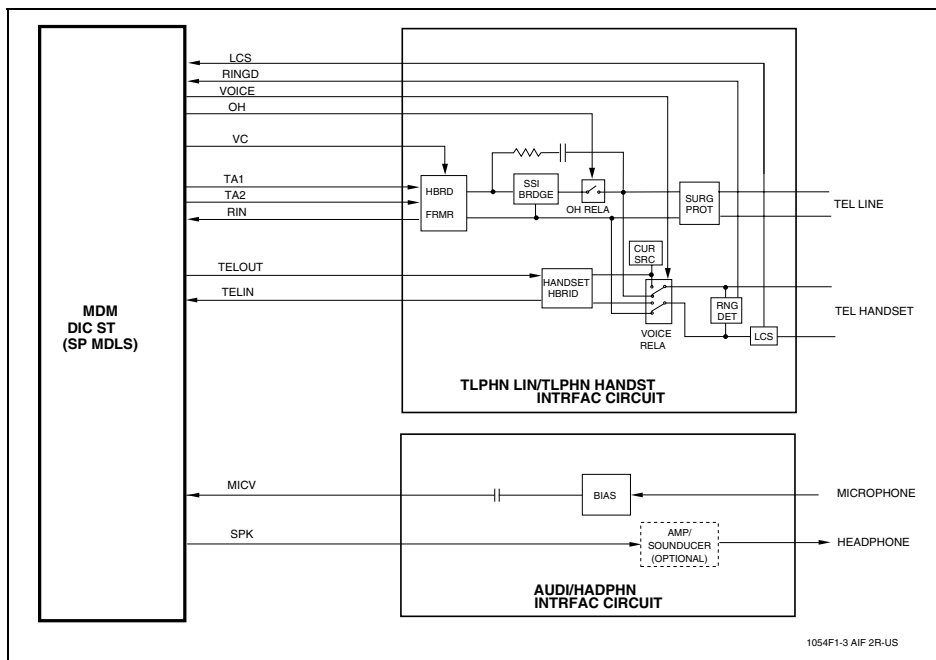 LCS
RINGD
VOICE
OH
VC
TA1
TA2
RIN
TELOUT
TELIN
MDM
DIC ST
(SP MDLS)
HBRD
FRMR
SSI
BRDGE
OH RELA
SURG
PROT
TEL LINE
CUR
SRC
HANDSET
HBRID
VOICE
RELA
RNG
DET
LCS
TEL HANDSET
TLPHN LIN/TLPHN HANDST
INTRFAC CIRCUIT
MICV
BIAS
MICROPHONE
SPK
AMP/
SOUNDUCER
(OPTIONAL)
HEADPHONE
AUDI/HADPHN
INTRFAC CIRCUIT
1054F1-3 AIF 2R-US